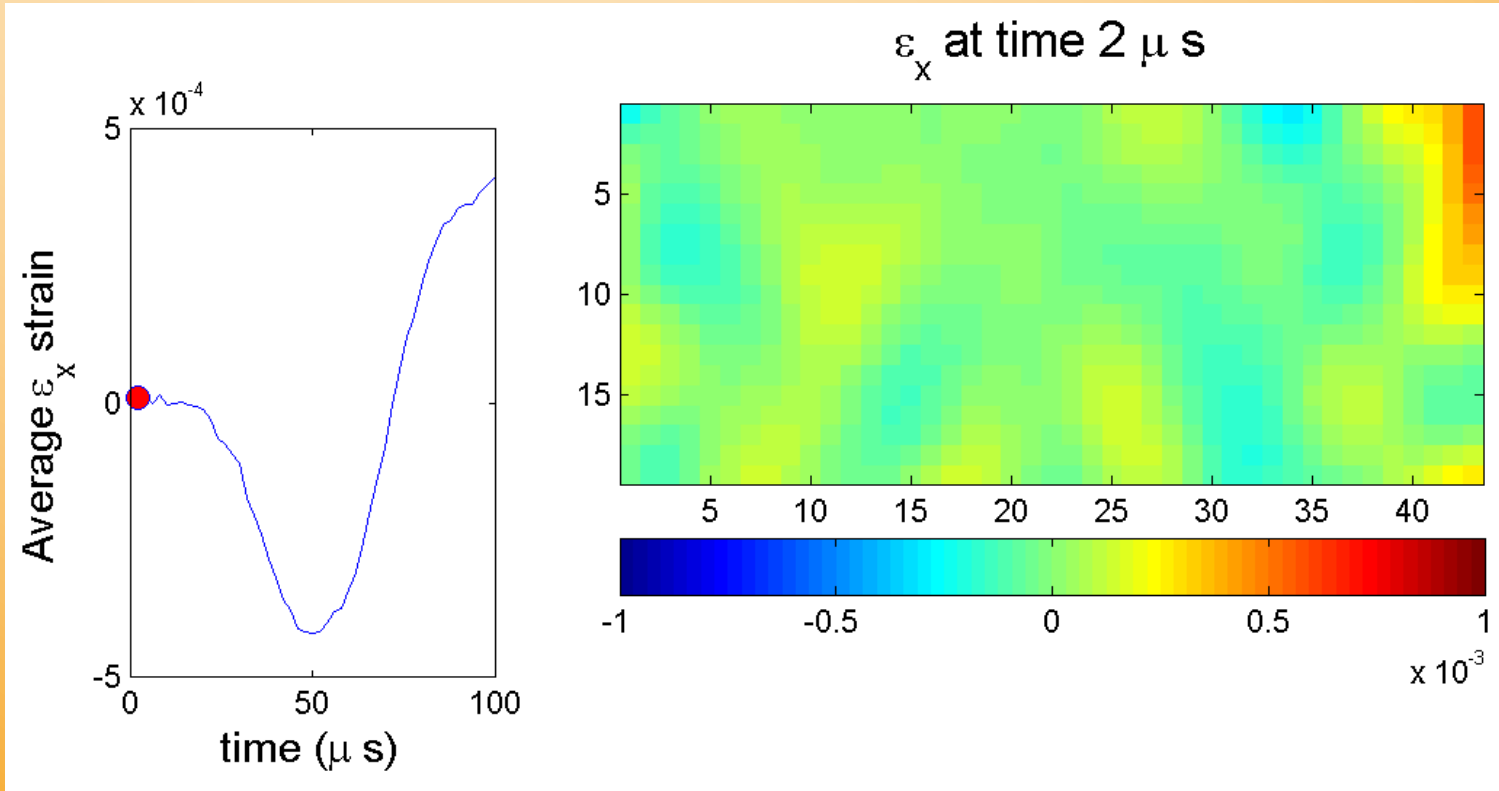 x 10^-4
5
0
-5
0 50 100
Average ε_x strain
time (μ s)
ε_x at time 2 μ s
5
10
15
5 10 15 20 25 30 35 40
-1 -0.5 0 0.5 1
x 10^-3